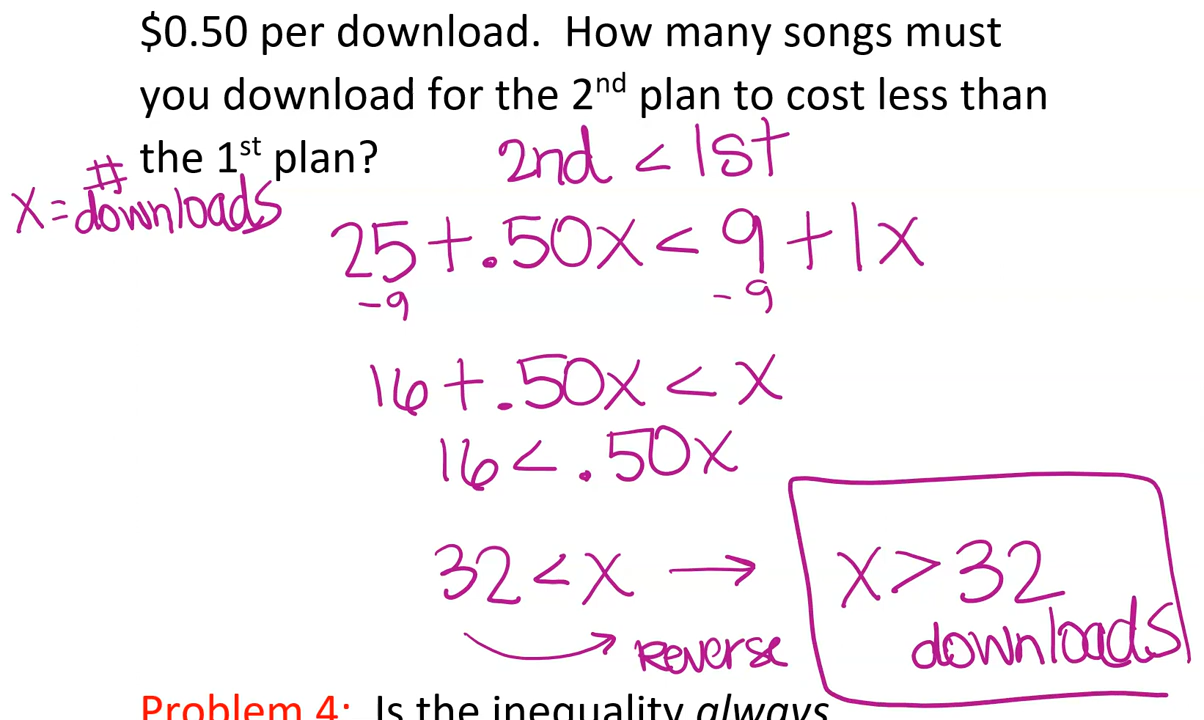 $0.50 per download. How many songs must
you download for the 2nd plan to cost less than
the 1st plan?
2nd < 1st
#
X = downloads
25 + .50x < 9 + 1x
-9 -9
16 + .50x < x
16 < .50x
32 < x → x > 32
downloads
Reverse
Problem 4: Is the inequality always